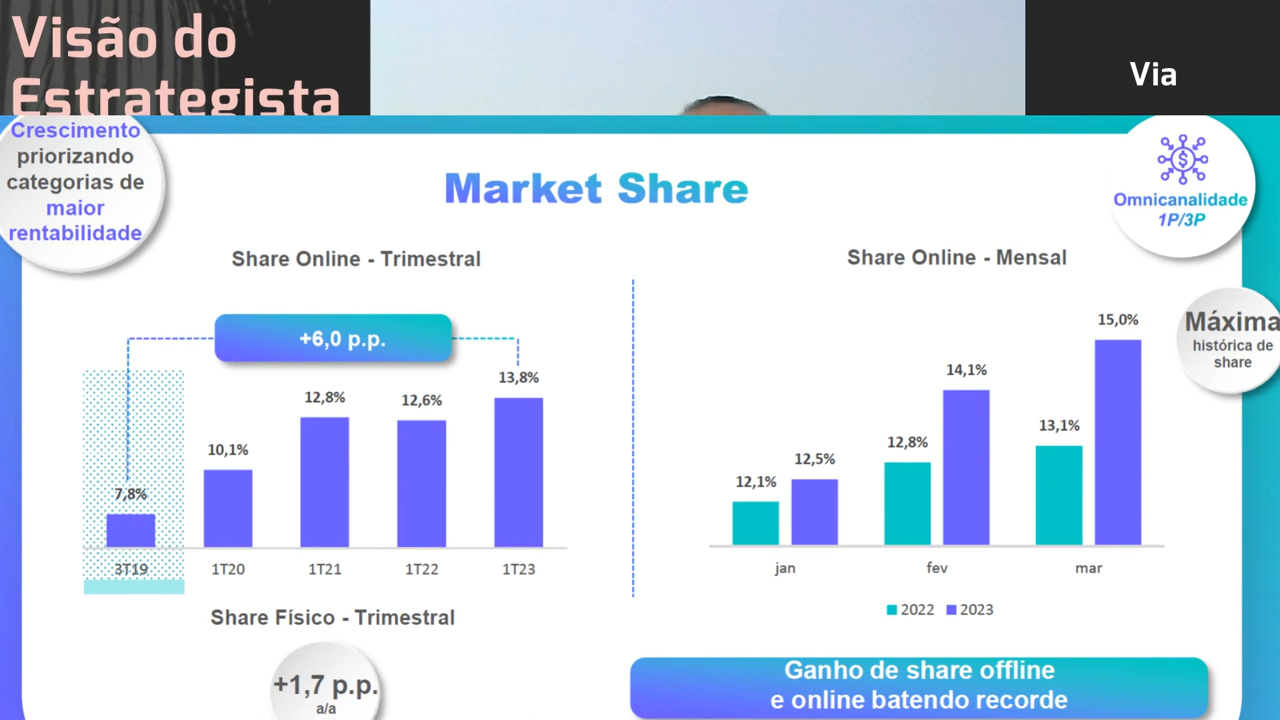 Visão do
Estrategista
Via
Crescimento
priorizando
categorias de
maior
rentabilidade
Market Share
Omnicanalidade
1P/3P
Share Online - Trimestral
+6,0 p.p.
7,8%
10,1%
12,8%
12,6%
13,8%
3T19
1T20
1T21
1T22
1T23
Share Online - Mensal
12,1%
12,5%
12,8%
14,1%
13,1%
15,0%
jan
fev
mar
2022
2023
Máxima
histórica de
share
Share Físico - Trimestral
+1,7 p.p.
a/a
Ganho de share offline
e online batendo recorde